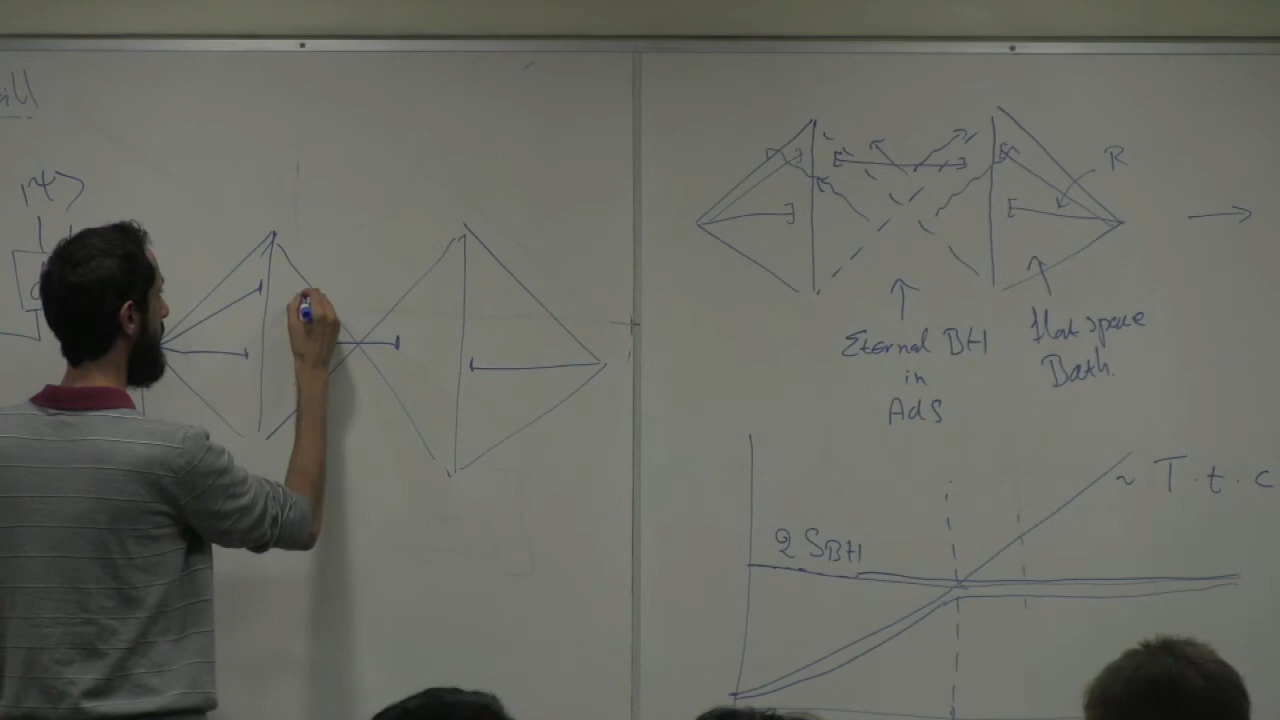 |ψ⟩
R
Eternal BH
in
AdS
flat space
Bath.
2 S_BH
~ T. t. c